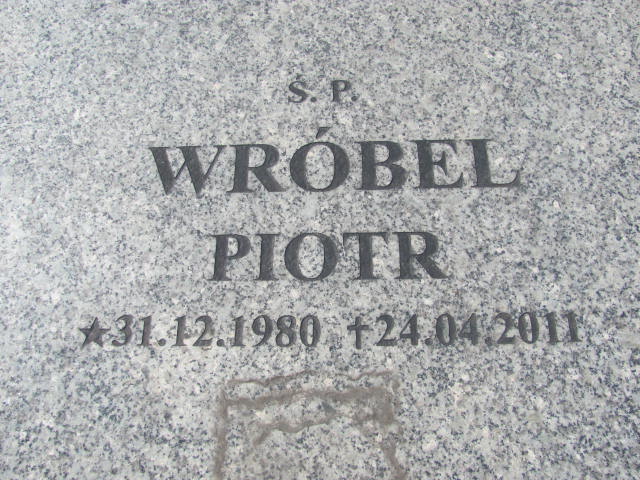 Ś. P.
WRÓBEL
PIOTR
★31.12.1980 †24.04.2011